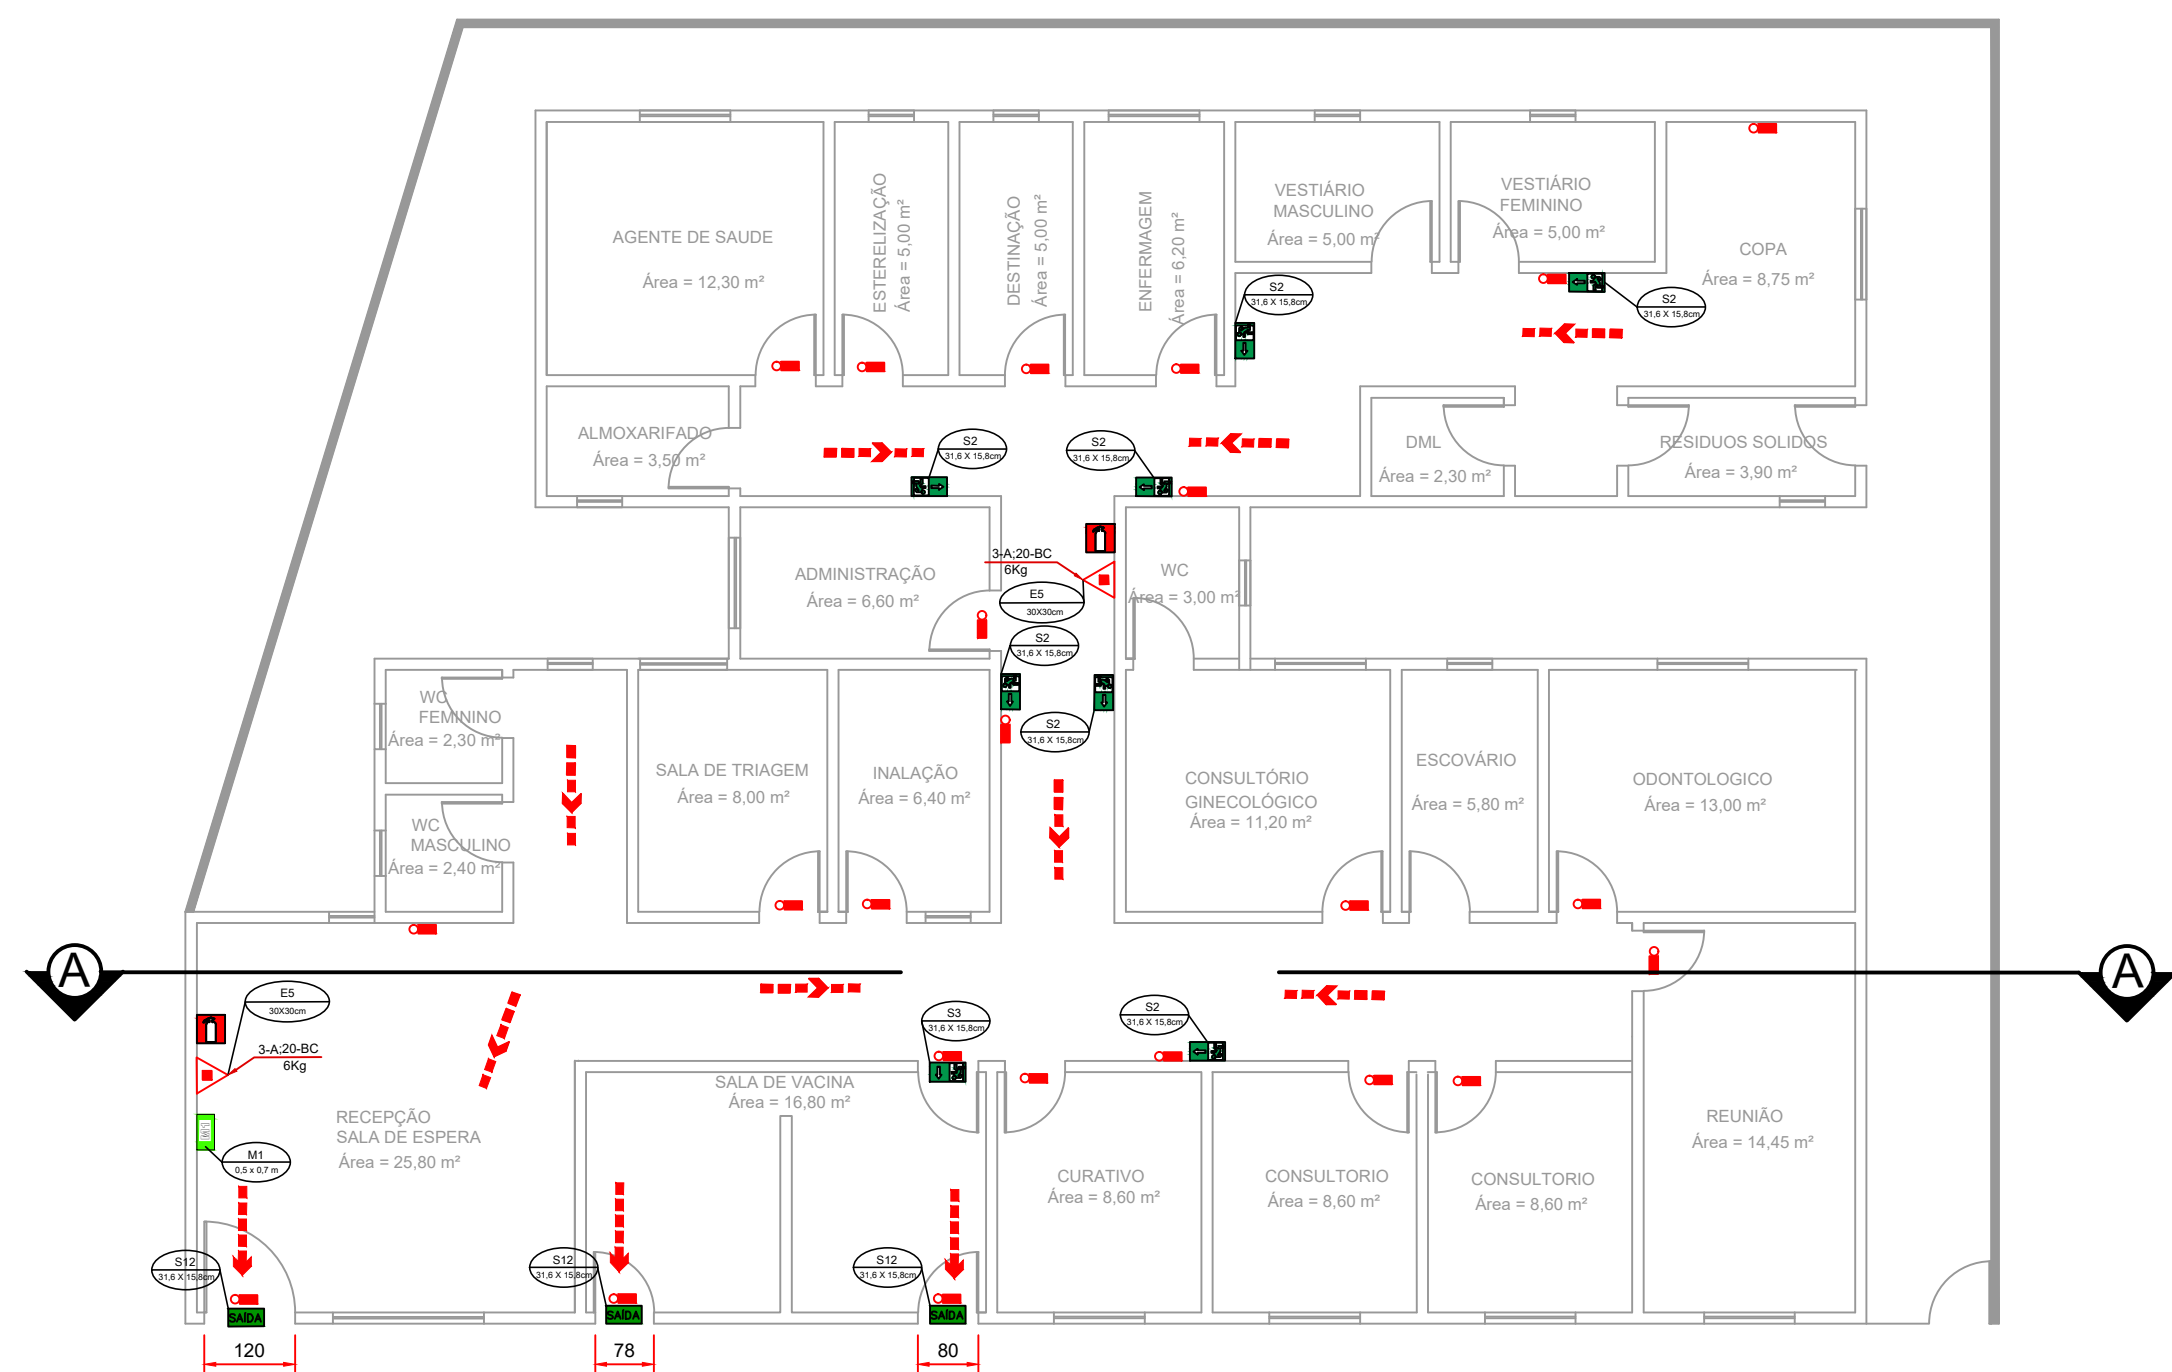 AGENTE DE SAUDE
Área = 12,30 m²
ESTERELIZAÇÃO
Área = 5,00 m²
DESTINAÇÃO
Área = 5,00 m²
ENFERMAGEM
Área = 6,20 m²
VESTIÁRIO
MASCULINO
Área = 5,00 m²
VESTIÁRIO
FEMININO
Área = 5,00 m²
COPA
Área = 8,75 m²
S2
31,6 X 15,8cm
S2
31,6 X 15,8cm
ALMOXARIFADO
Área = 3,50 m²
S2
31,6 X 15,8cm
S2
31,6 X 15,8cm
DML
Área = 2,30 m²
RESIDUOS SOLIDOS
Área = 3,90 m²
ADMINISTRAÇÃO
Área = 6,60 m²
3-A;20-BC
6Kg
E5
30X30cm
WC
Área = 3,00 m²
S2
31,6 X 15,8cm
S2
31,6 X 15,8cm
WC
FEMININO
Área = 2,30 m²
WC
MASCULINO
Área = 2,40 m²
SALA DE TRIAGEM
Área = 8,00 m²
INALAÇÃO
Área = 6,40 m²
CONSULTÓRIO
GINECOLÓGICO
Área = 11,20 m²
ESCOVÁRIO
Área = 5,80 m²
ODONTOLOGICO
Área = 13,00 m²
A
A
E5
30X30cm
3-A;20-BC
6Kg
S3
31,6 X 15,8cm
S2
31,6 X 15,8cm
RECEPÇÃO
SALA DE ESPERA
Área = 25,80 m²
M1
0,5 x 0,7 m
SALA DE VACINA
Área = 16,80 m²
CURATIVO
Área = 8,60 m²
CONSULTORIO
Área = 8,60 m²
CONSULTORIO
Área = 8,60 m²
REUNIÃO
Área = 14,45 m²
S12
31,6 X 15,8cm
S12
31,6 X 15,8cm
S12
31,6 X 15,8cm
SAÍDA
SAÍDA
SAÍDA
120
78
80